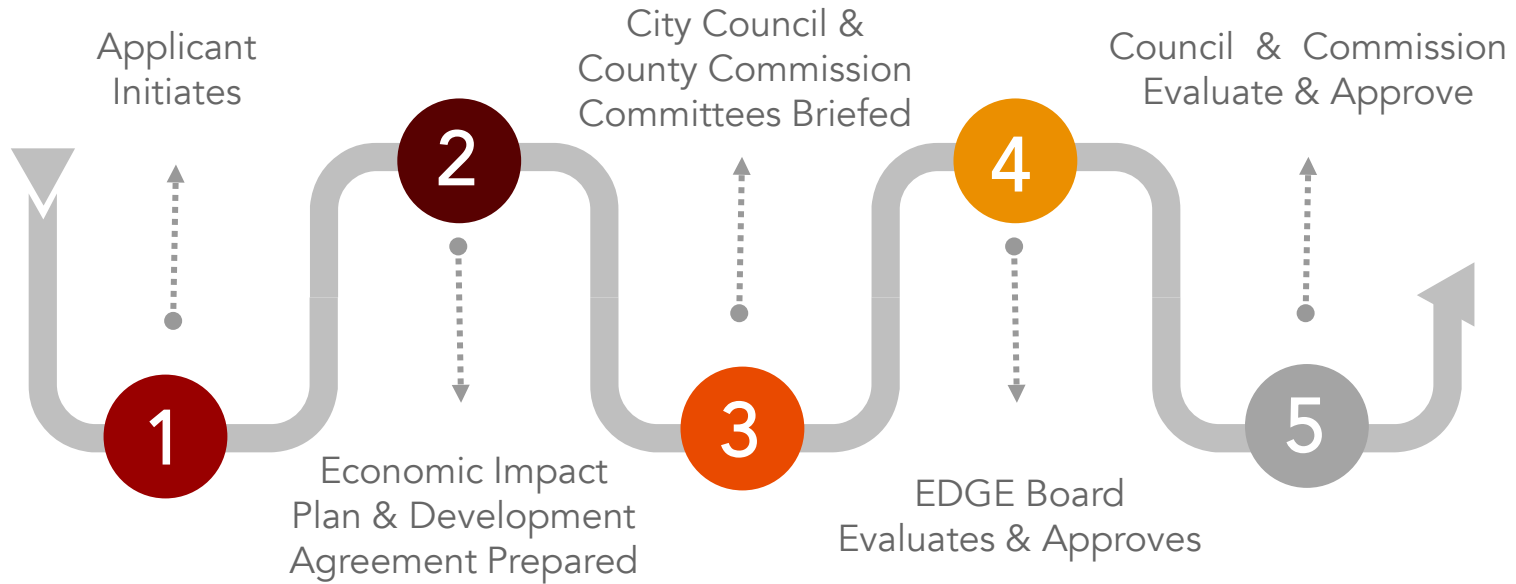 Applicant
Initiates
1
2
Economic Impact
Plan & Development
Agreement Prepared
City Council &
County Commission
Committees Briefed
3
4
EDGE Board
Evaluates & Approves
Council & Commission
Evaluate & Approve
5